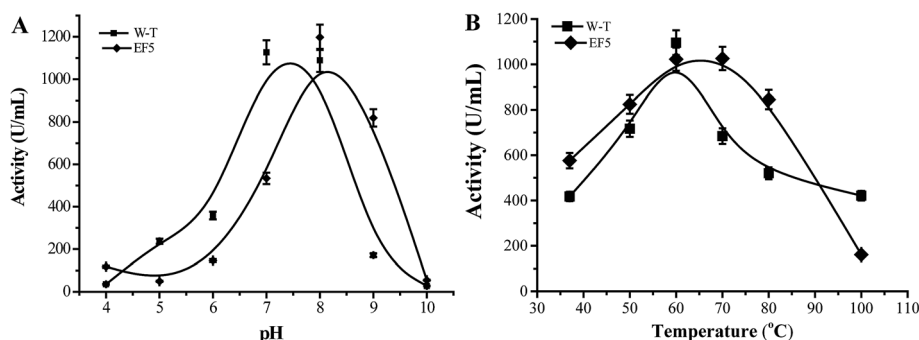 A
W-T
EF5
Activity (U/mL)
1200
1000
800
600
400
200
0
4 5 6 7 8 9 10
pH
B
W-T
EF5
Activity (U/mL)
1200
1000
800
600
400
200
0
30 40 50 60 70 80 90 100 110
Temperature (°C)